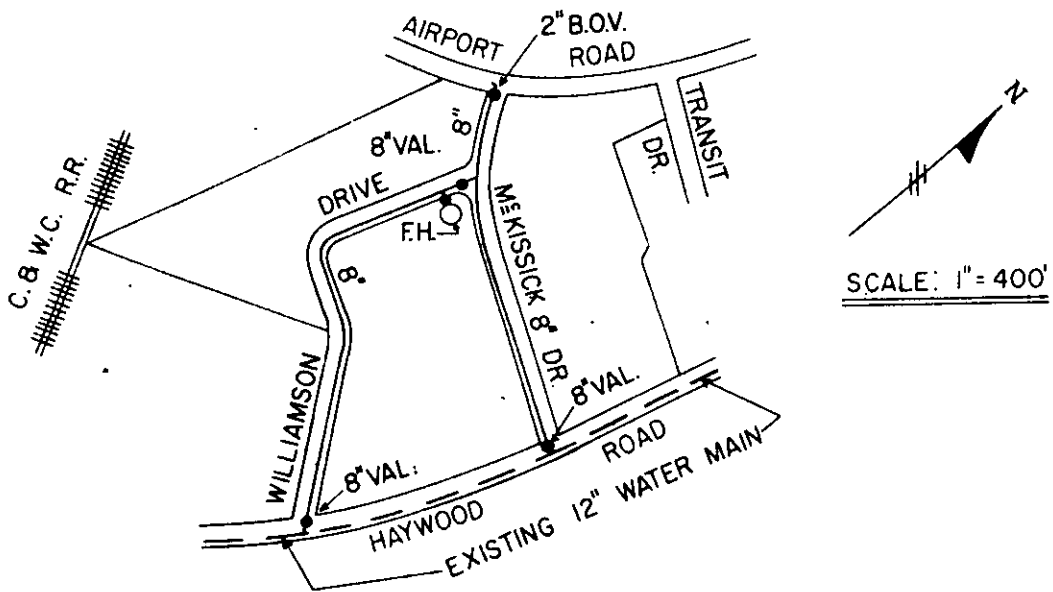 2" B.O.V.
AIRPORT ROAD
8"
8" VAL.
TRANSIT
DR.
N
C. & W. C. R.R.
DRIVE
F.H.
McKISSICK 8" DR.
8"
SCALE: 1" = 400'
WILLIAMSON
8" VAL.
8" VAL:
HAYWOOD ROAD
EXISTING 12" WATER MAIN